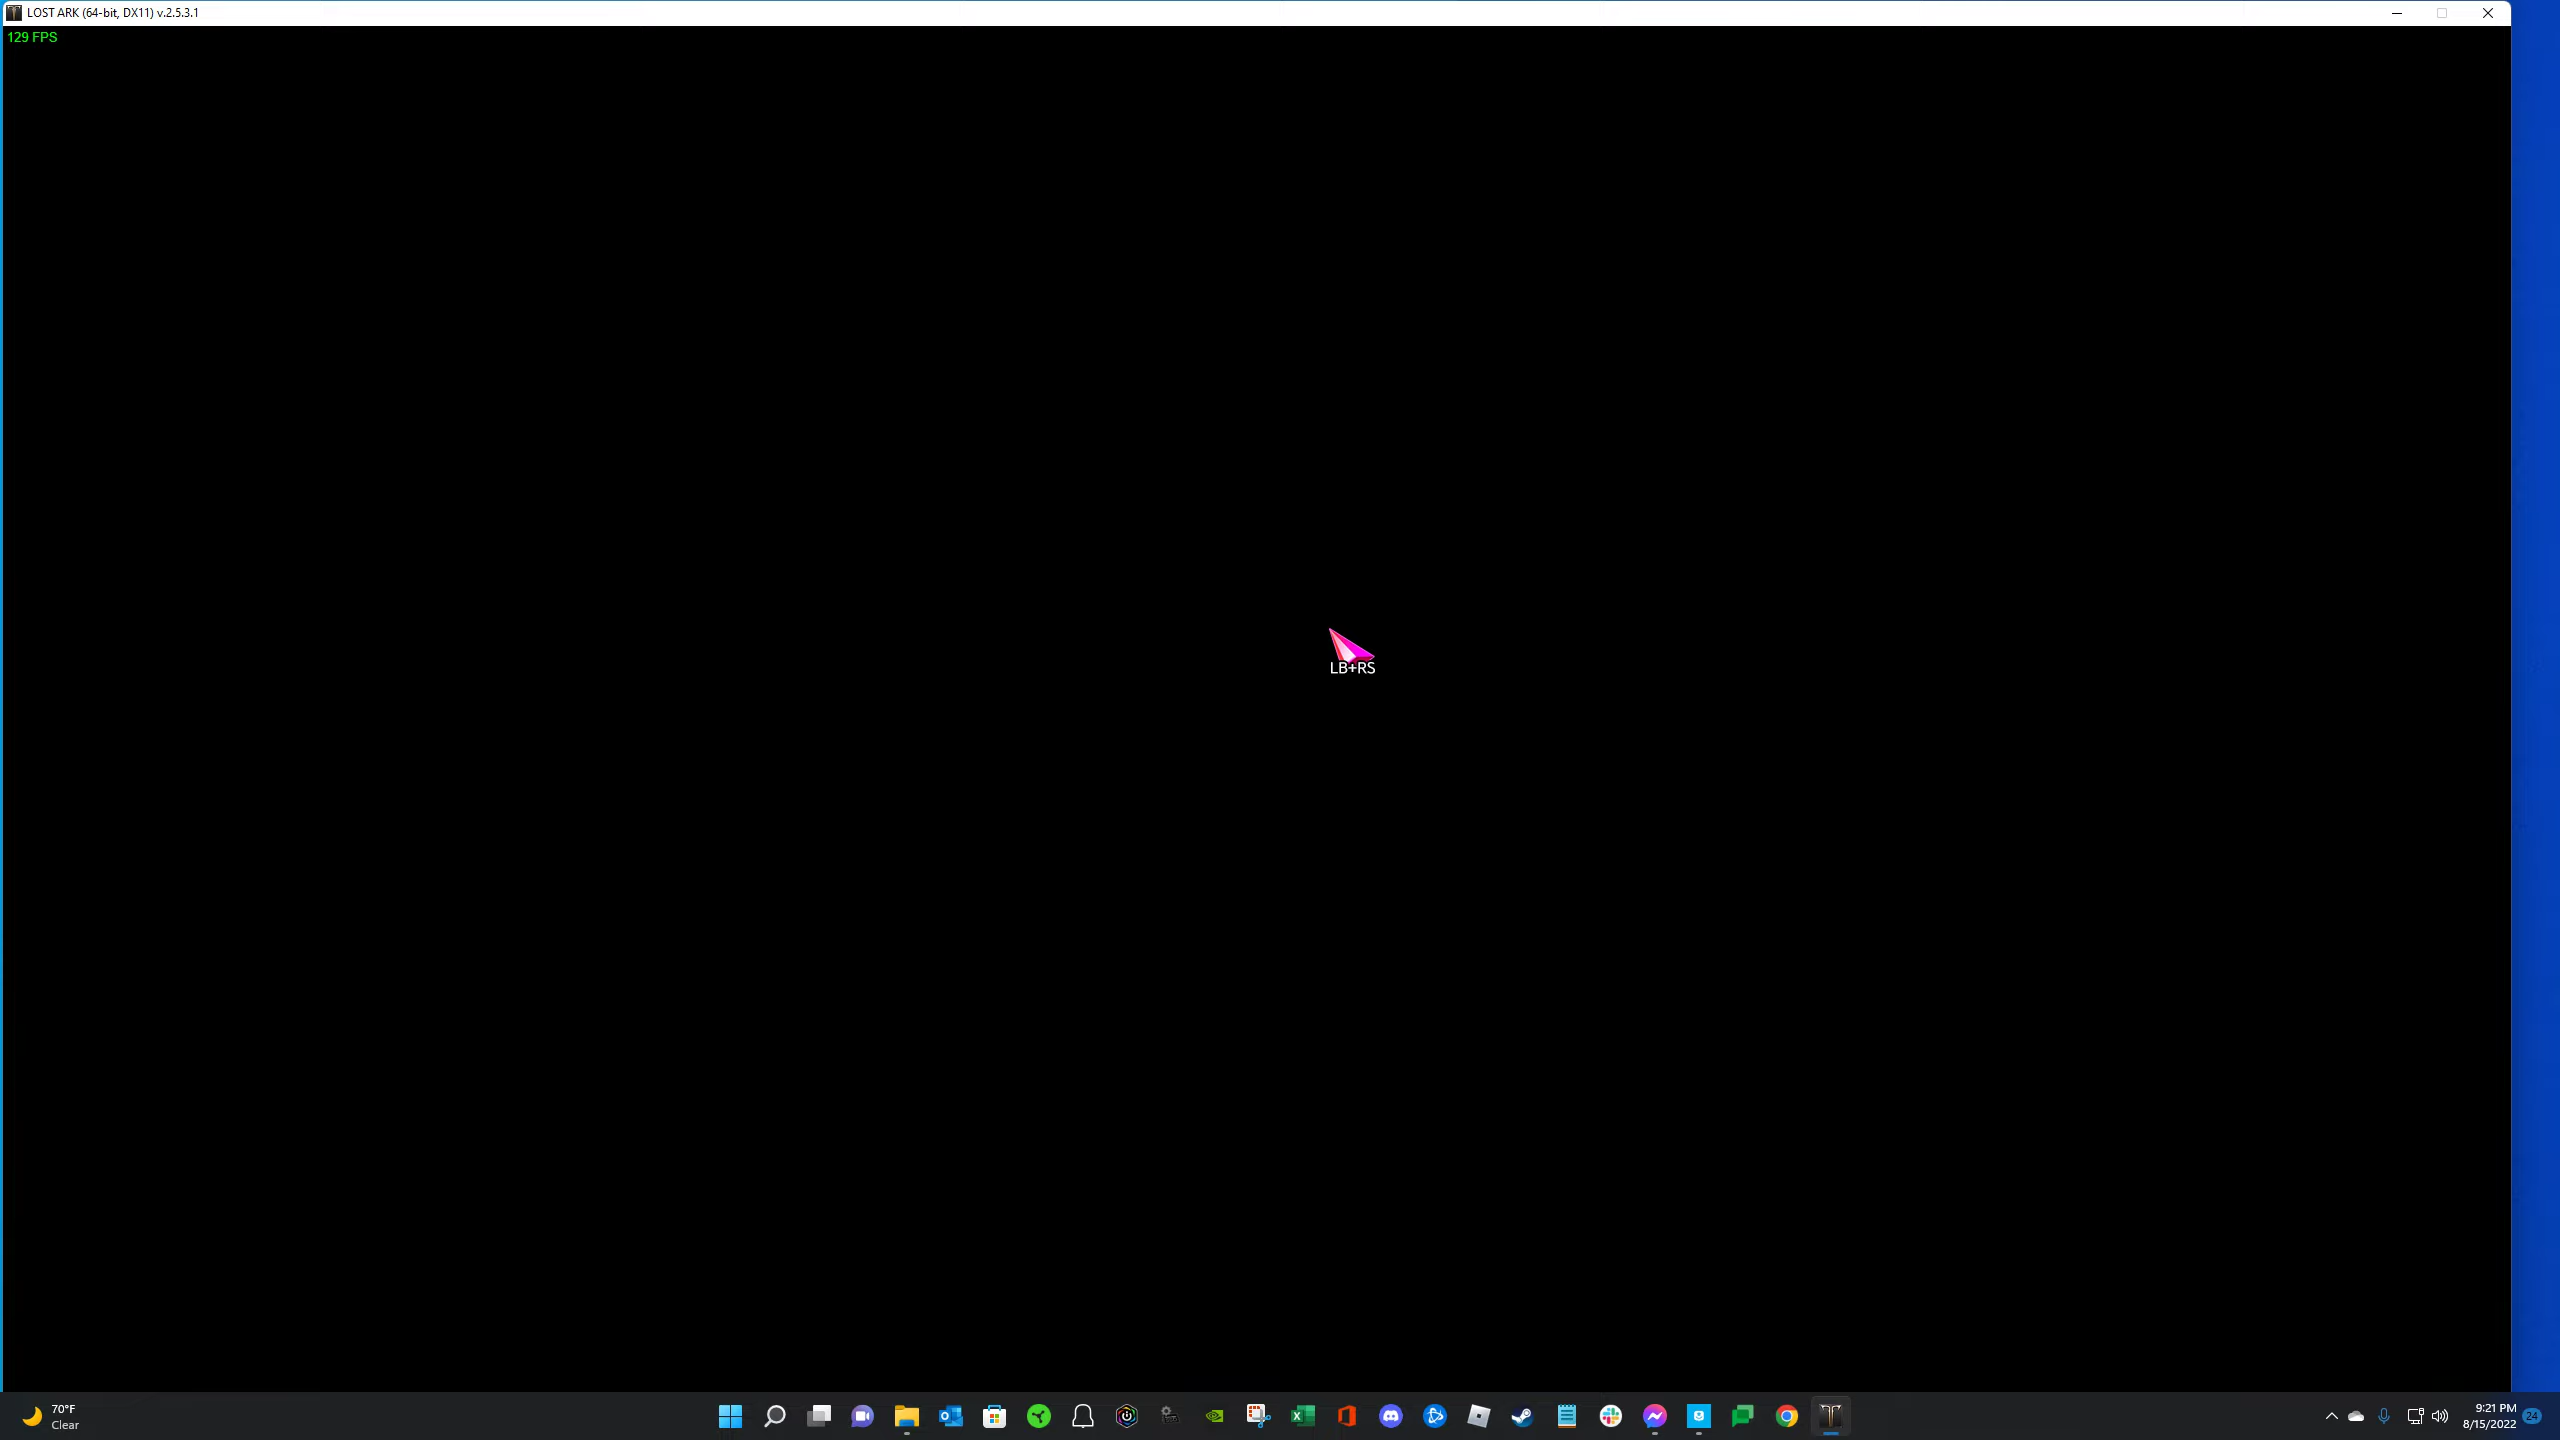 LOST ARK (64-bit, DX11) v.2.5.3.1
129 FPS
LB+RS
70°F
Clear
9:21 PM
8/15/2022
24